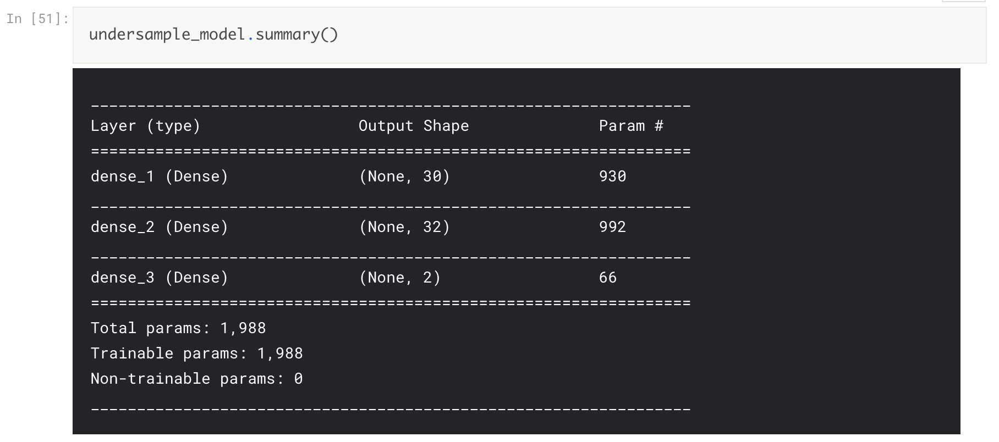 In [51]:
undersample_model.summary()
_________________________________________________________________
Layer (type)                 Output Shape              Param #
=================================================================
dense_1 (Dense)              (None, 30)                930
_________________________________________________________________
dense_2 (Dense)              (None, 32)                992
_________________________________________________________________
dense_3 (Dense)              (None, 2)                 66
=================================================================
Total params: 1,988
Trainable params: 1,988
Non-trainable params: 0
_________________________________________________________________